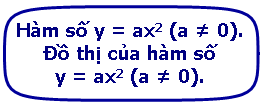 Hàm số y = ax² (a ≠ 0).
Đồ thị của hàm số
y = ax² (a ≠ 0).